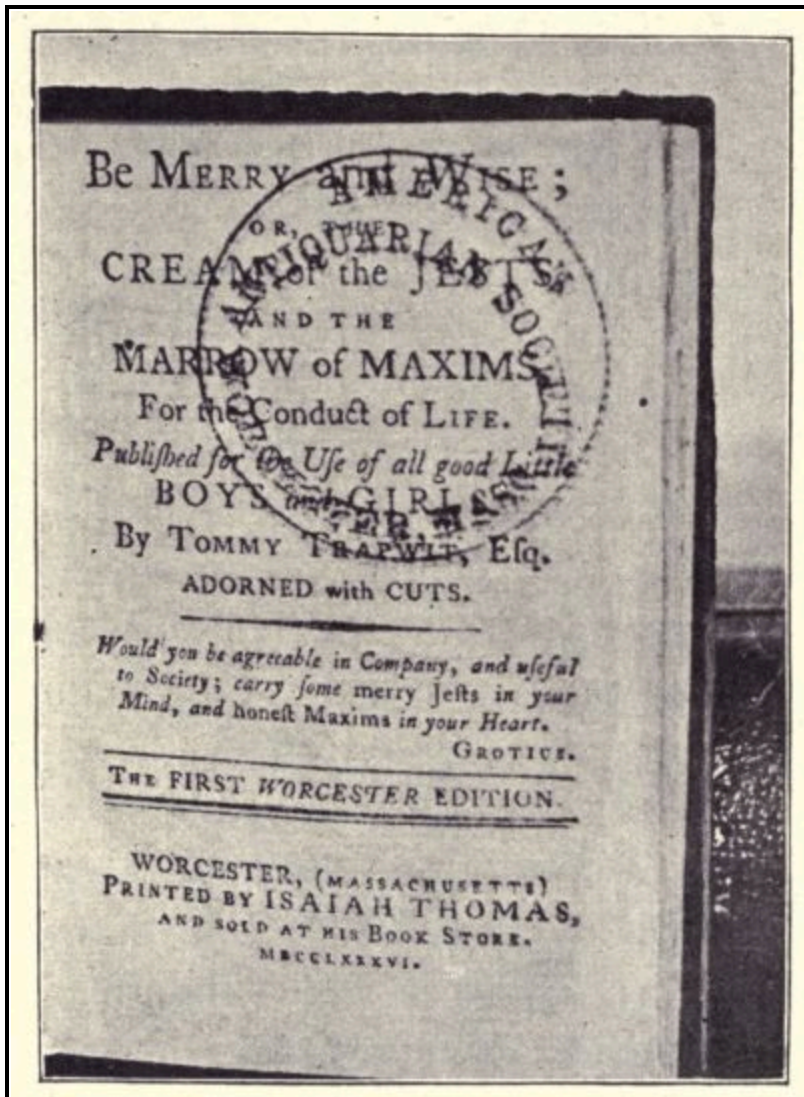 Be MERRY and WISE;
OR, THE
CREAM of the JESTS
AND THE
MARROW of MAXIMS
For the Conduct of LIFE.
Publiſhed for the Uſe of all good Little
BOYS and GIRLS
By TOMMY TRAPWIT, Eſq.
ADORNED with CUTS.
Would you be agreeable in Company, and uſeful
to Society; carry ſome merry Jeſts in your
Mind, and honeſt Maxims in your Heart.
GROTIUS.
THE FIRST WORCESTER EDITION.
WORCESTER, (MASSACHUSETTS)
PRINTED BY ISAIAH THOMAS,
AND SOLD AT HIS BOOK STORE.
MDCCLXXXVI.
AMERICAN
ANTIQUARIAN SOCIETY
WORCESTER, MASS.